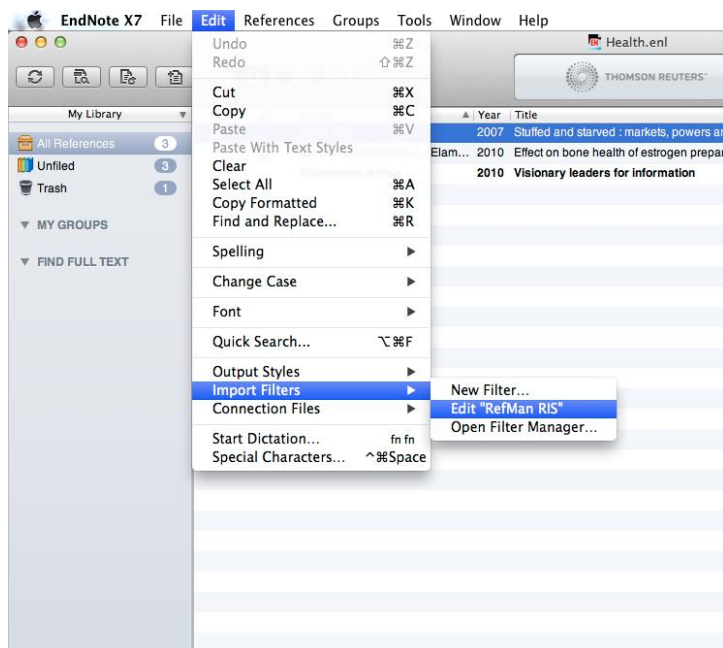 EndNote X7 File Edit References Groups Tools Window Help
Health.enl
THOMSON REUTERS
My Library
Year Title
All References 3
Unfiled 3
Trash 1
MY GROUPS
FIND FULL TEXT
2007 Stuffed and starved : markets, powers
Elam... 2010 Effect on bone health of estrogen
2010 Visionary leaders for information
Undo ⌘Z
Redo ⇧⌘Z
Cut ⌘X
Copy ⌘C
Paste ⌘V
Paste With Text Styles
Clear
Select All ⌘A
Copy Formatted ⌘K
Find and Replace... ⌘R
Spelling
Change Case
Font
Quick Search... ⌥⌘F
Output Styles
Import Filters
Connection Files
Start Dictation... fn fn
Special Characters... ^⌘Space
New Filter...
Edit "RefMan RIS"
Open Filter Manager...